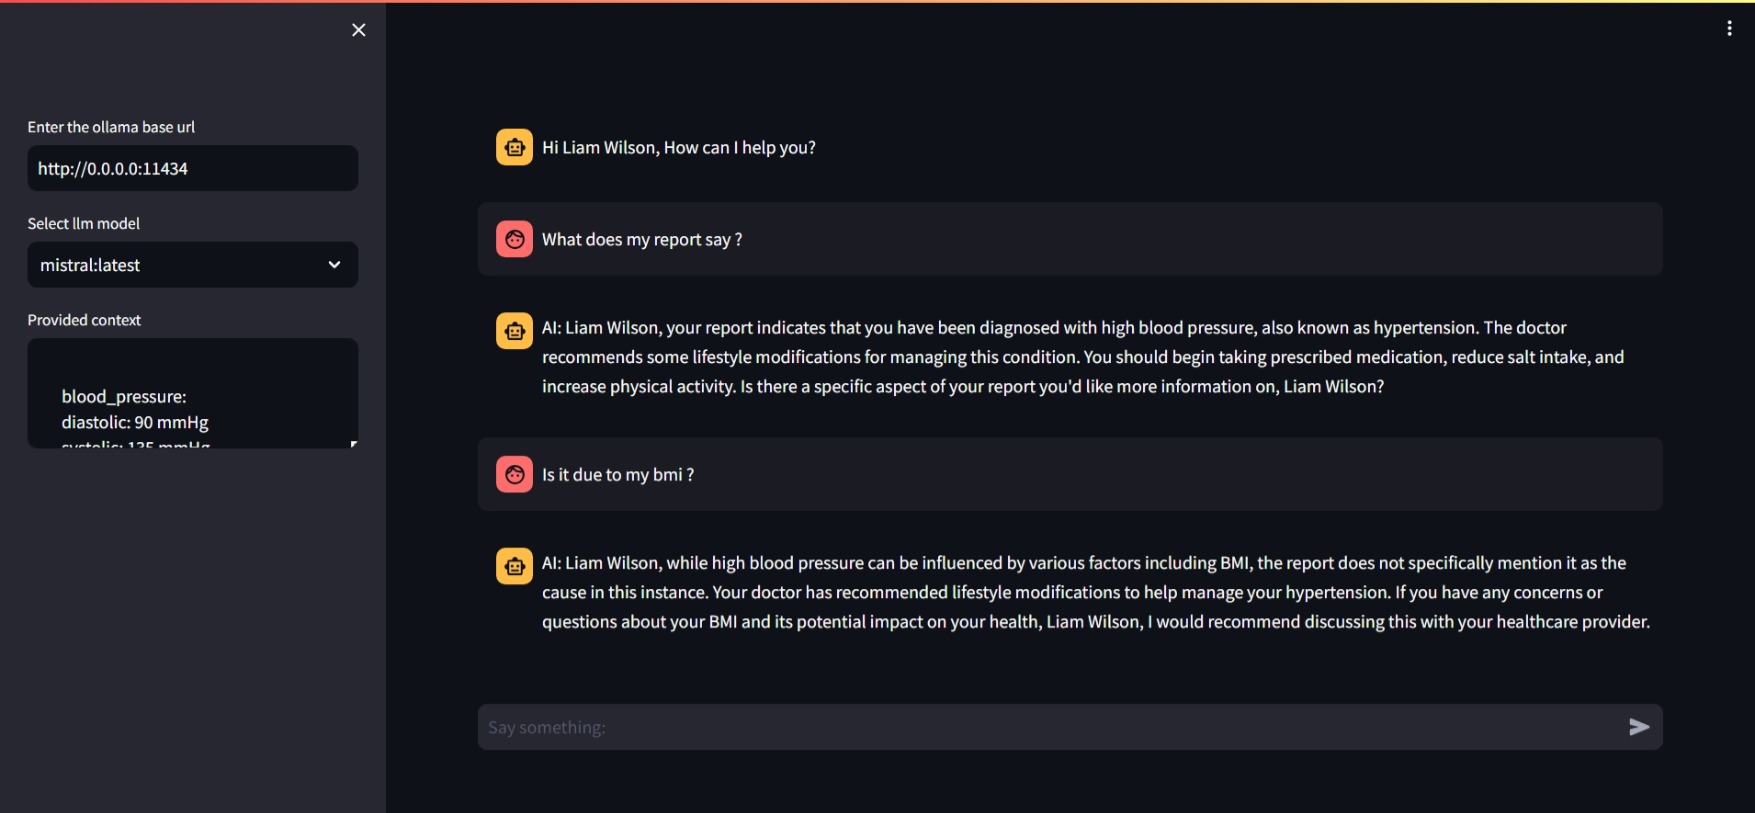 Enter the ollama base url
http://0.0.0.0:11434
Select llm model
mistral:latest
Provided context
blood_pressure:
diastolic: 90 mmHg
systolic: 135 mmHg
Hi Liam Wilson, How can I help you?
What does my report say ?
AI: Liam Wilson, your report indicates that you have been diagnosed with high blood pressure, also known as hypertension. The doctor
recommends some lifestyle modifications for managing this condition. You should begin taking prescribed medication, reduce salt intake, and
increase physical activity. Is there a specific aspect of your report you'd like more information on, Liam Wilson?
Is it due to my bmi ?
AI: Liam Wilson, while high blood pressure can be influenced by various factors including BMI, the report does not specifically mention it as the
cause in this instance. Your doctor has recommended lifestyle modifications to help manage your hypertension. If you have any concerns or
questions about your BMI and its potential impact on your health, Liam Wilson, I would recommend discussing this with your healthcare provider.
Say something: